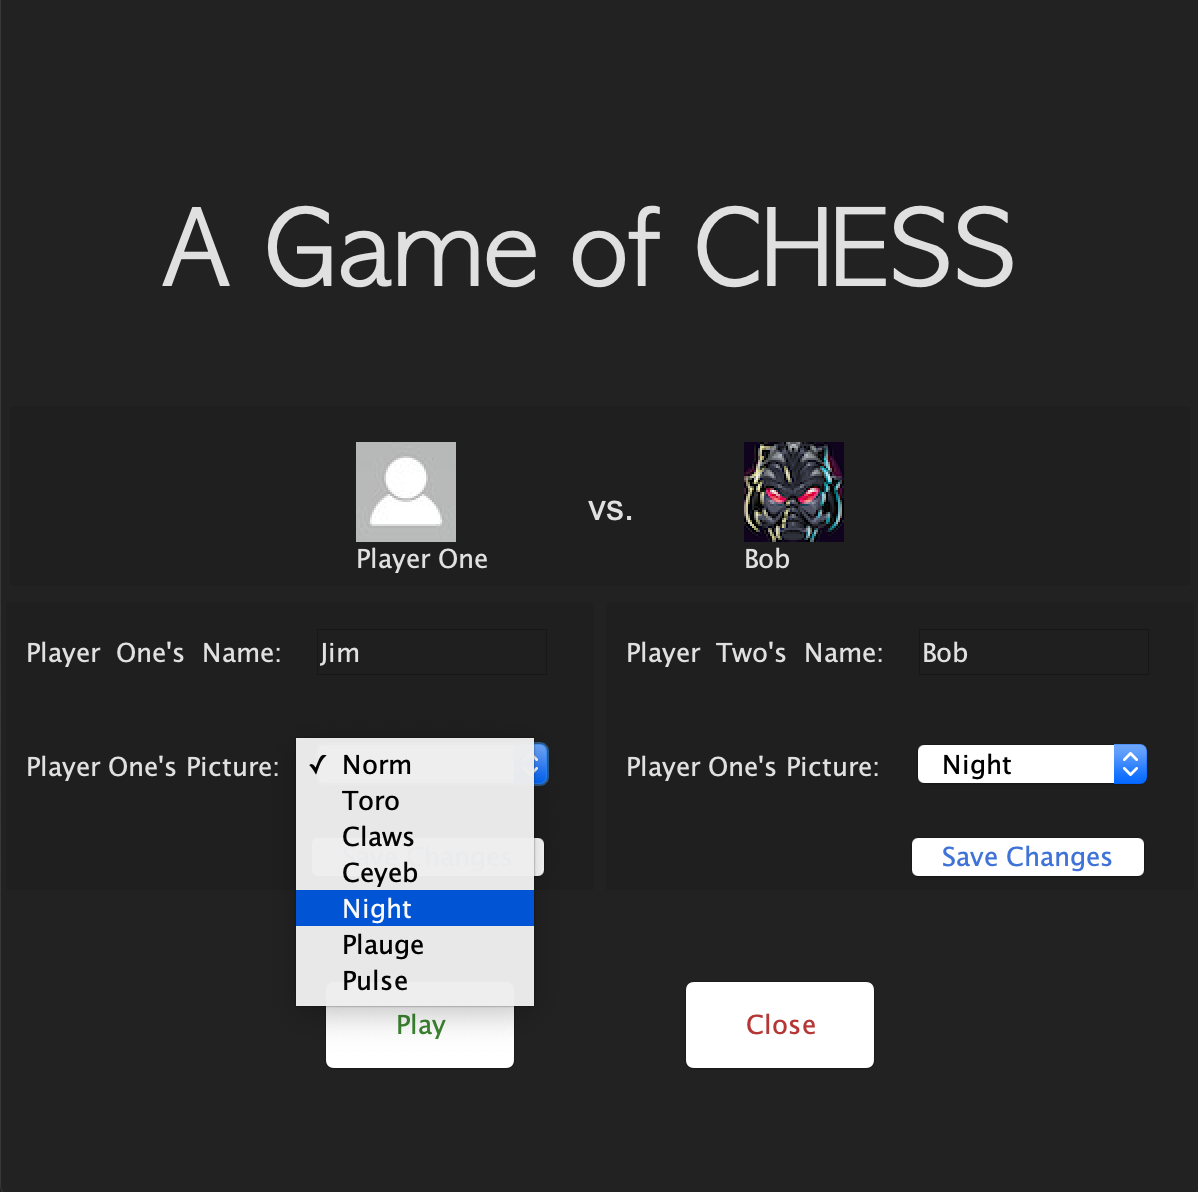 A Game of CHESS
vs.
Player One
Bob
Player One's Name:
Jim
Player One's Picture:
✓ Norm
Toro
Claws
Ceyeb
Night
Plauge
Pulse
Player Two's Name:
Bob
Player One's Picture:
Night
Save Changes
Play
Close